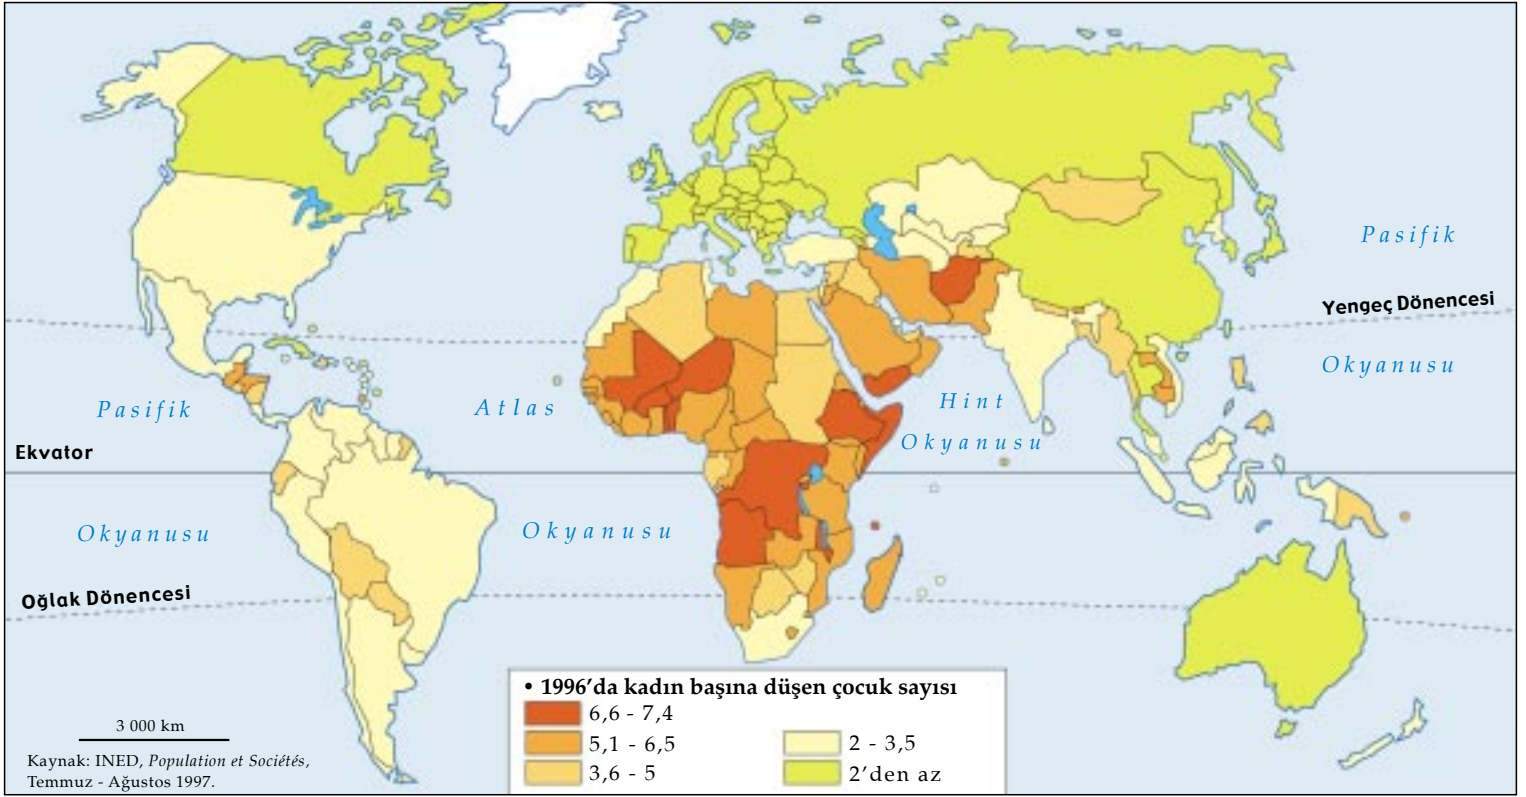 Pasifik
Yengeç Dönencesi
Okyanusu
Pasifik
Atlas
Hint
Okyanusu
Ekvator
Okyanusu
Okyanusu
Oğlak Dönencesi
• 1996’da kadın başına düşen çocuk sayısı
6,6 - 7,4
5,1 - 6,5
3,6 - 5
2 - 3,5
2’den az
3 000 km
Kaynak: INED, Population et Sociétés,
Temmuz - Ağustos 1997.